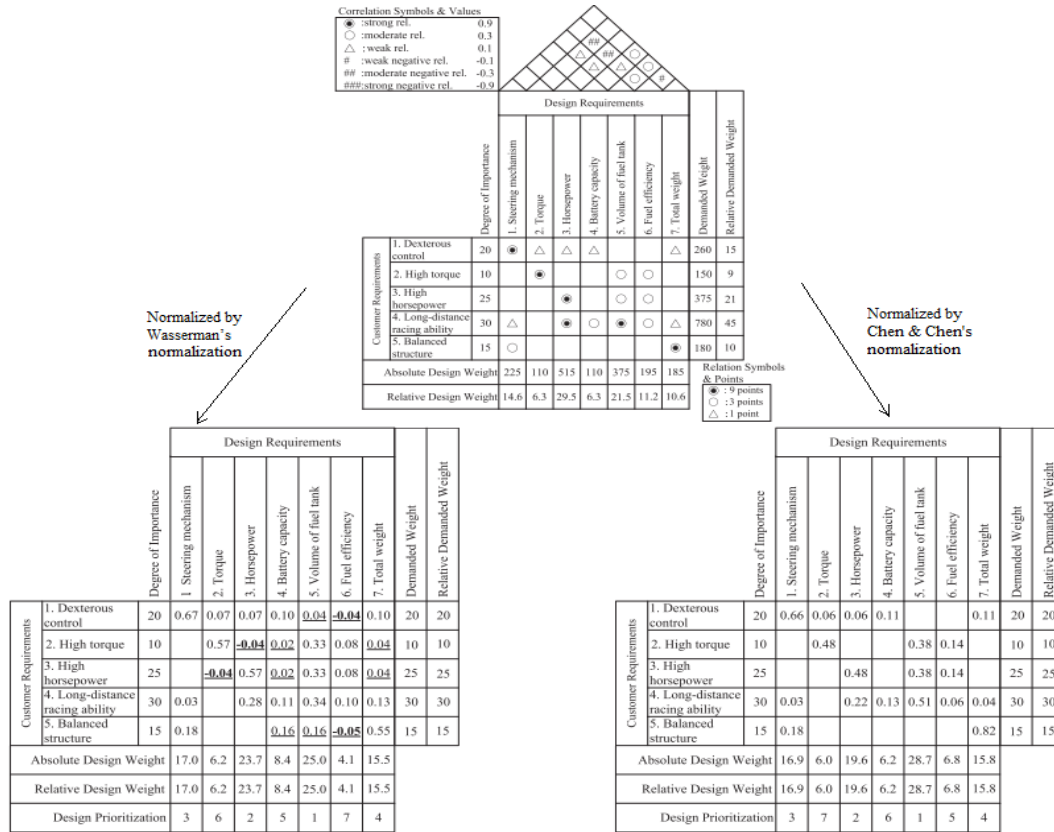 Correlation Symbols & Values
:strong rel. 0.9
:moderate rel. 0.3
:weak rel. 0.1
# :weak negative rel. -0.1
## :moderate negative rel. -0.3
###:strong negative rel. -0.9
##
##
#
Design Requirements
Degree of Importance
1. Steering mechanism
2. Torque
3. Horsepower
4. Battery capacity
5. Volume of fuel tank
6. Fuel efficiency
7. Total weight
Demanded Weight
Relative Demanded Weight
Customer Requirements
1. Dexterous control 20 260 15
2. High torque 10 150 9
3. High horsepower 25 375 21
4. Long-distance racing ability 30 780 45
5. Balanced structure 15 180 10
Absolute Design Weight 225 110 515 110 375 195 185
Relative Design Weight 14.6 6.3 29.5 6.3 21.5 11.2 10.6
Relation Symbols
& Points
: 9 points
: 3 points
: 1 point
Normalized by
Wasserman's
normalization
Normalized by
Chen & Chen's
normalization
Design Requirements
Degree of Importance
1 Steering mechanism
2. Torque
3. Horsepower
4. Battery capacity
5. Volume of fuel tank
6. Fuel efficiency
7. Total weight
Demanded Weight
Relative Demanded Weight
Customer Requirements
1. Dexterous control 20 0.67 0.07 0.07 0.10 0.04 -0.04 0.10 20 20
2. High torque 10 0.57 -0.04 0.02 0.33 0.08 0.04 10 10
3. High horsepower 25 -0.04 0.57 0.02 0.33 0.08 0.04 25 25
4. Long-distance racing ability 30 0.03 0.28 0.11 0.34 0.10 0.13 30 30
5. Balanced structure 15 0.18 0.16 0.16 -0.05 0.55 15 15
Absolute Design Weight 17.0 6.2 23.7 8.4 25.0 4.1 15.5
Relative Design Weight 17.0 6.2 23.7 8.4 25.0 4.1 15.5
Design Prioritization 3 6 2 5 1 7 4
Design Requirements
Degree of Importance
1. Steering mechanism
2. Torque
3. Horsepower
4. Battery capacity
5. Volume of fuel tank
6. Fuel efficiency
7. Total weight
Demanded Weight
Relative Demanded Weight
Customer Requirements
1. Dexterous control 20 0.66 0.06 0.06 0.11 0.11 20 20
2. High torque 10 0.48 0.38 0.14 10 10
3. High horsepower 25 0.48 0.38 0.14 25 25
4. Long-distance racing ability 30 0.03 0.22 0.13 0.51 0.06 0.04 30 30
5. Balanced structure 15 0.18 0.82 15 15
Absolute Design Weight 16.9 6.0 19.6 6.2 28.7 6.8 15.8
Relative Design Weight 16.9 6.0 19.6 6.2 28.7 6.8 15.8
Design Prioritization 3 7 2 6 1 5 4